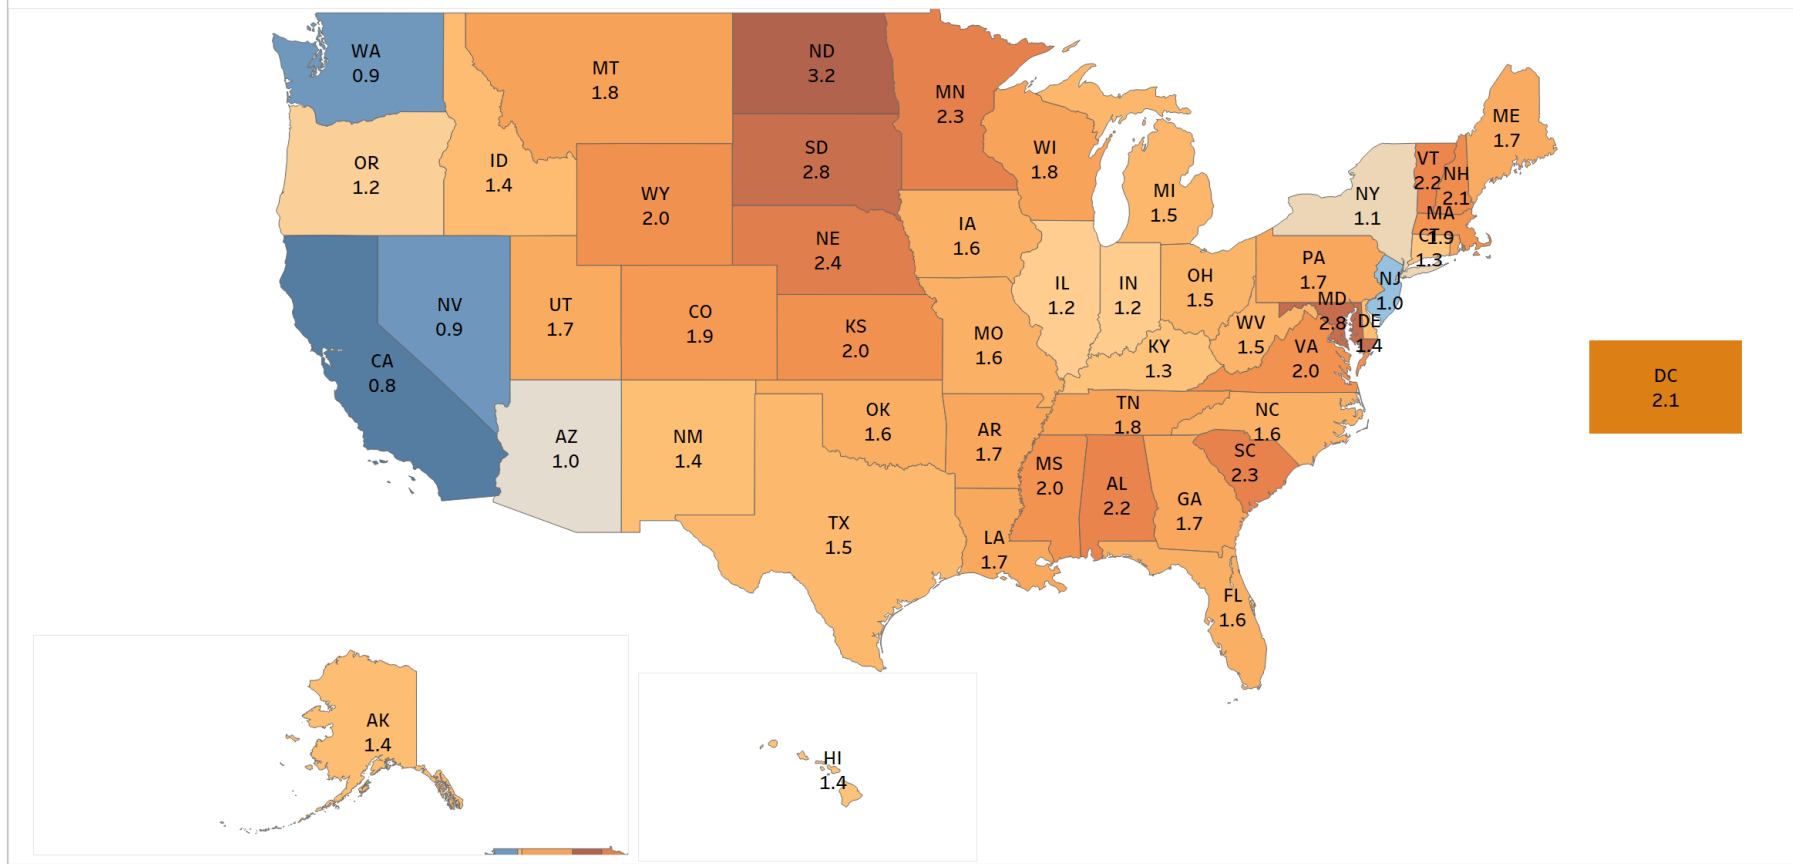 WA
0.9
MT
1.8
ND
3.2
MN
2.3
ME
1.7
OR
1.2
ID
1.4
WY
2.0
SD
2.8
WI
1.8
MI
1.5
NY
1.1
VT
2.2
NH
2.1
MA
1.9
CT
1.3
IA
1.6
NE
2.4
PA
1.7
NJ
1.0
NV
0.9
UT
1.7
CO
1.9
KS
2.0
MO
1.6
IL
1.2
IN
1.2
OH
1.5
WV
1.5
MD
2.8
DE
1.4
VA
2.0
KY
1.3
CA
0.8
DC
2.1
AZ
1.0
NM
1.4
OK
1.6
AR
1.7
TN
1.8
NC
1.6
MS
2.0
AL
2.2
GA
1.7
SC
2.3
TX
1.5
LA
1.7
FL
1.6
AK
1.4
HI
1.4